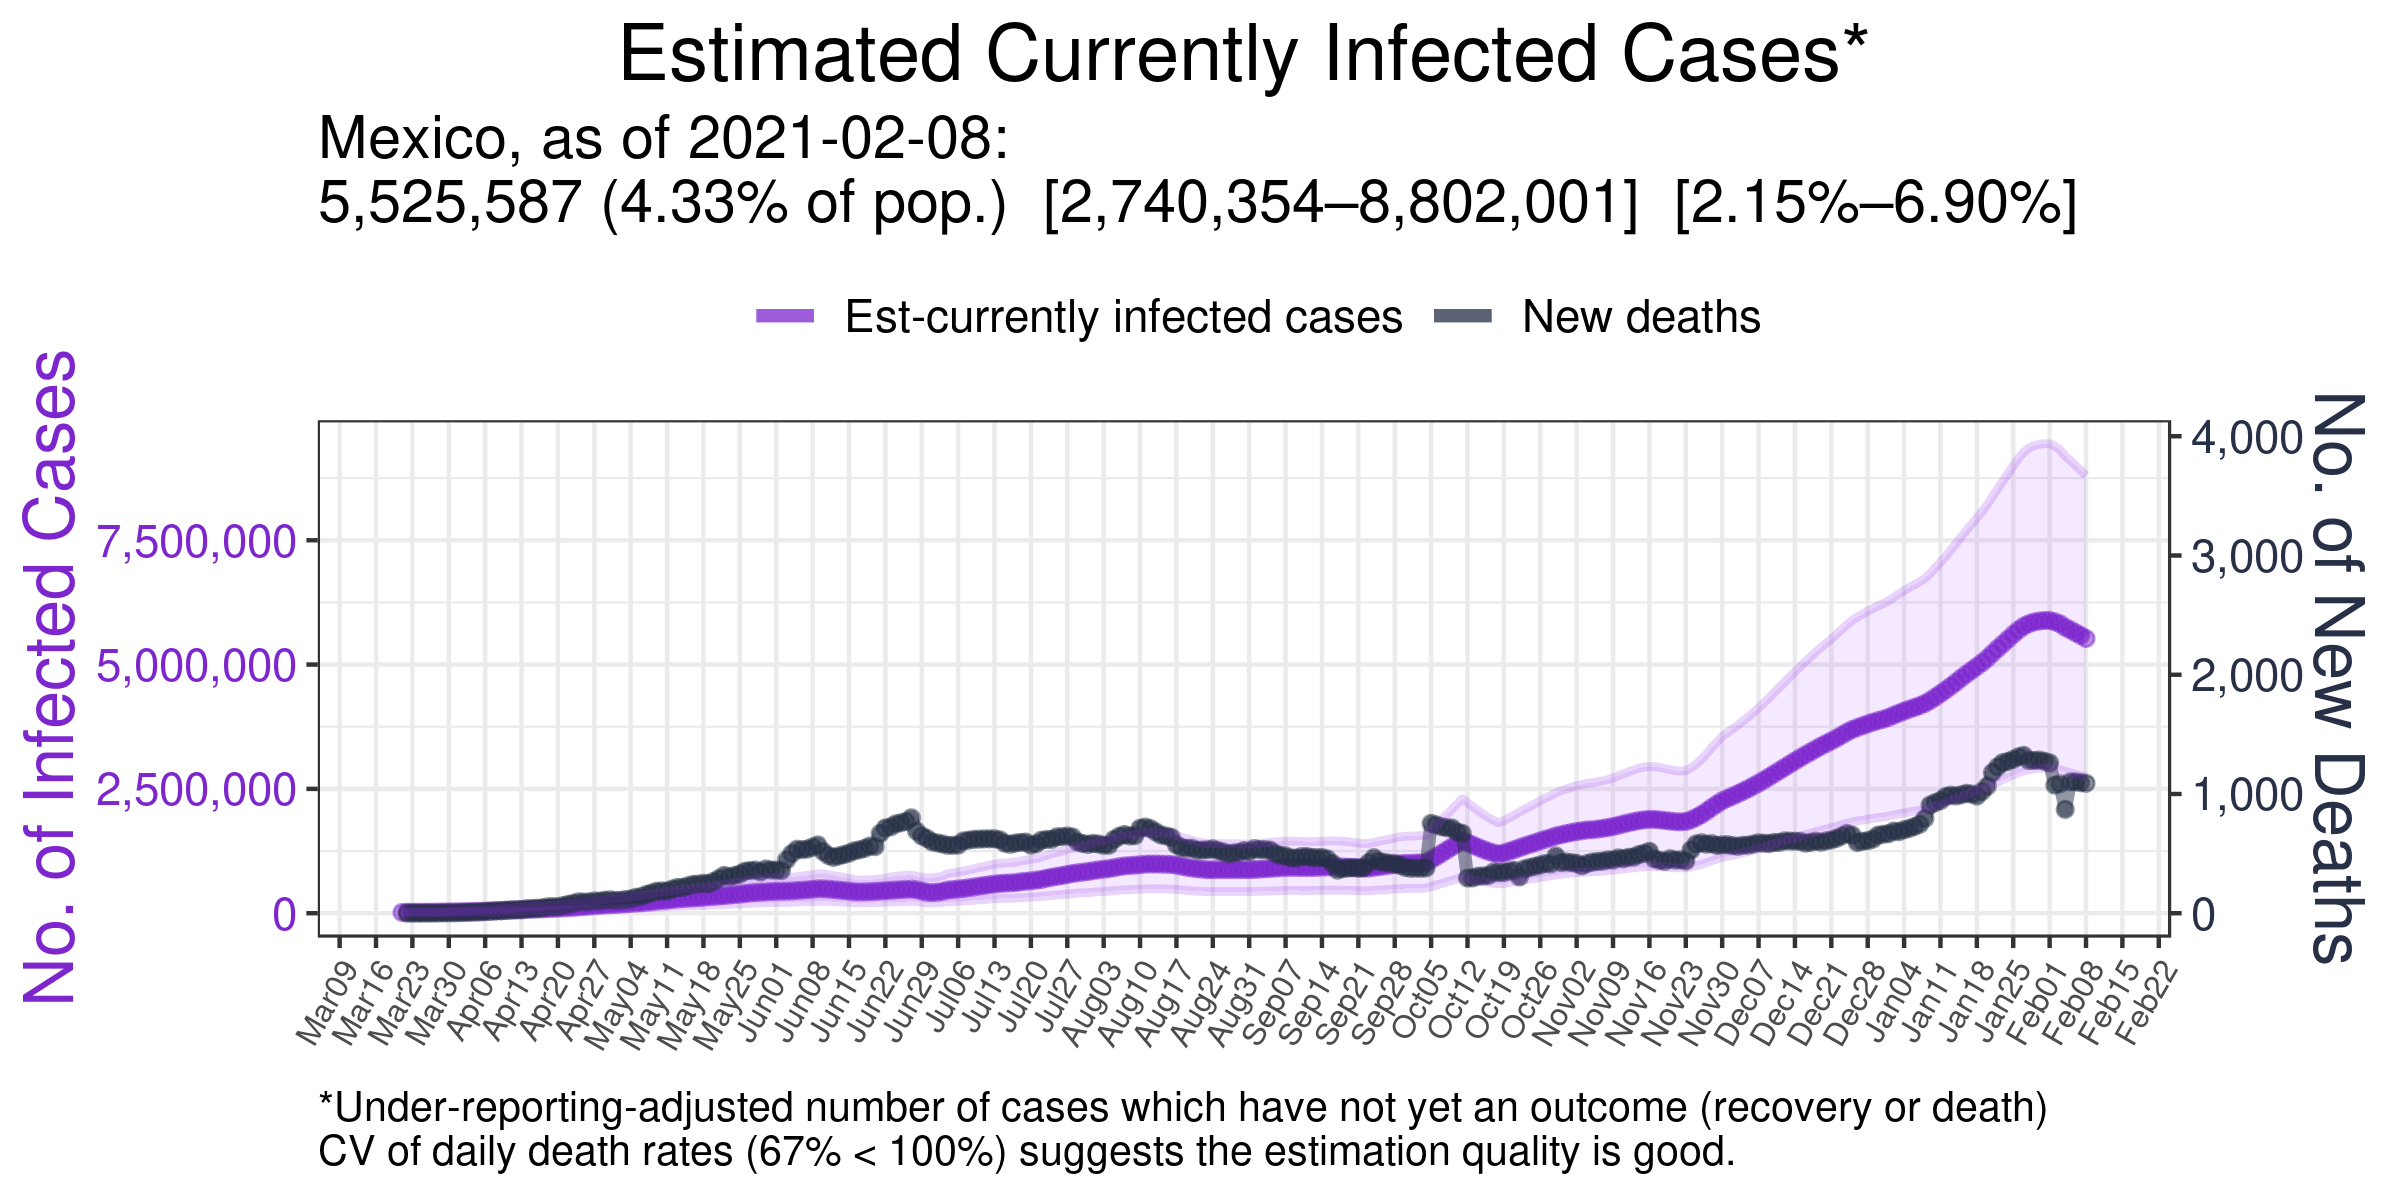 Estimated Currently Infected Cases*
Mexico, as of 2021-02-08:
5,525,587 (4.33% of pop.) [2,740,354–8,802,001] [2.15%–6.90%]
Est-currently infected cases New deaths
No. of Infected Cases
7,500,000
5,000,000
2,500,000
0
4,000
3,000
2,000
1,000
0
No. of New Deaths
Mar09 Mar16 Mar23 Mar30 Apr06 Apr13 Apr20 Apr27 May04 May11 May18 May25 Jun01 Jun08 Jun15 Jun22 Jun29 Jul06 Jul13 Jul20 Jul27 Aug03 Aug10 Aug17 Aug24 Aug31 Sep07 Sep14 Sep21 Sep28 Oct05 Oct12 Oct19 Oct26 Nov02 Nov09 Nov16 Nov23 Nov30 Dec07 Dec14 Dec21 Dec28 Jan04 Jan11 Jan18 Jan25 Feb01 Feb08 Feb15 Feb22
*Under-reporting-adjusted number of cases which have not yet an outcome (recovery or death)
CV of daily death rates (67% < 100%) suggests the estimation quality is good.